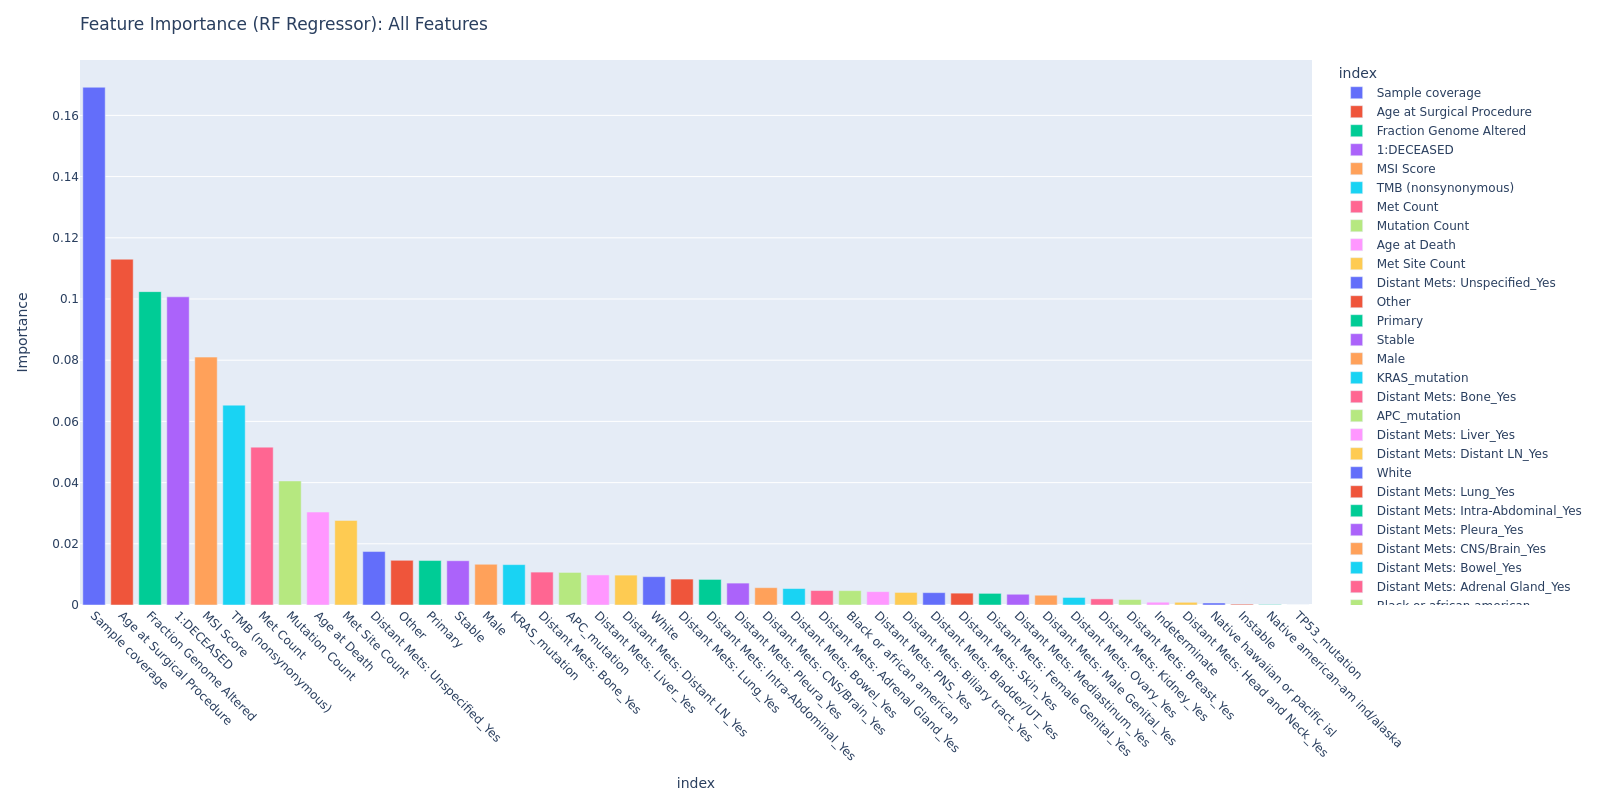 Feature Importance (RF Regressor): All Features
Importance
0.16
0.14
0.12
0.1
0.08
0.06
0.04
0.02
0
Sample coverage
Age at Surgical Procedure
Fraction Genome Altered
1:DECEASED
MSI Score
TMB (nonsynonymous)
Met Count
Mutation Count
Age at Death
Met Site Count
Distant Mets: Unspecified_Yes
Other
Primary
Stable
Male
KRAS_mutation
Distant Mets: Bone_Yes
APC_mutation
Distant Mets: Liver_Yes
Distant Mets: Distant LN_Yes
White
Distant Mets: Lung_Yes
Distant Mets: Intra-Abdominal_Yes
Distant Mets: Pleura_Yes
Distant Mets: CNS/Brain_Yes
Distant Mets: Bowel_Yes
Distant Mets: Adrenal Gland_Yes
Black or african american
Distant Mets: PNS_Yes
Distant Mets: Biliary tract_Yes
Distant Mets: Bladder/UT_Yes
Distant Mets: Skin_Yes
Distant Mets: Female Genital_Yes
Distant Mets: Mediastinum_Yes
Distant Mets: Male Genital_Yes
Distant Mets: Ovary_Yes
Distant Mets: Kidney_Yes
Distant Mets: Breast_Yes
Indeterminate
Distant Mets: Head and Neck_Yes
Native hawaiian or pacific isl
Instable
Native american-am ind/alaska
TP53_mutation
index
index
Sample coverage
Age at Surgical Procedure
Fraction Genome Altered
1:DECEASED
MSI Score
TMB (nonsynonymous)
Met Count
Mutation Count
Age at Death
Met Site Count
Distant Mets: Unspecified_Yes
Other
Primary
Stable
Male
KRAS_mutation
Distant Mets: Bone_Yes
APC_mutation
Distant Mets: Liver_Yes
Distant Mets: Distant LN_Yes
White
Distant Mets: Lung_Yes
Distant Mets: Intra-Abdominal_Yes
Distant Mets: Pleura_Yes
Distant Mets: CNS/Brain_Yes
Distant Mets: Bowel_Yes
Distant Mets: Adrenal Gland_Yes
Black or african american